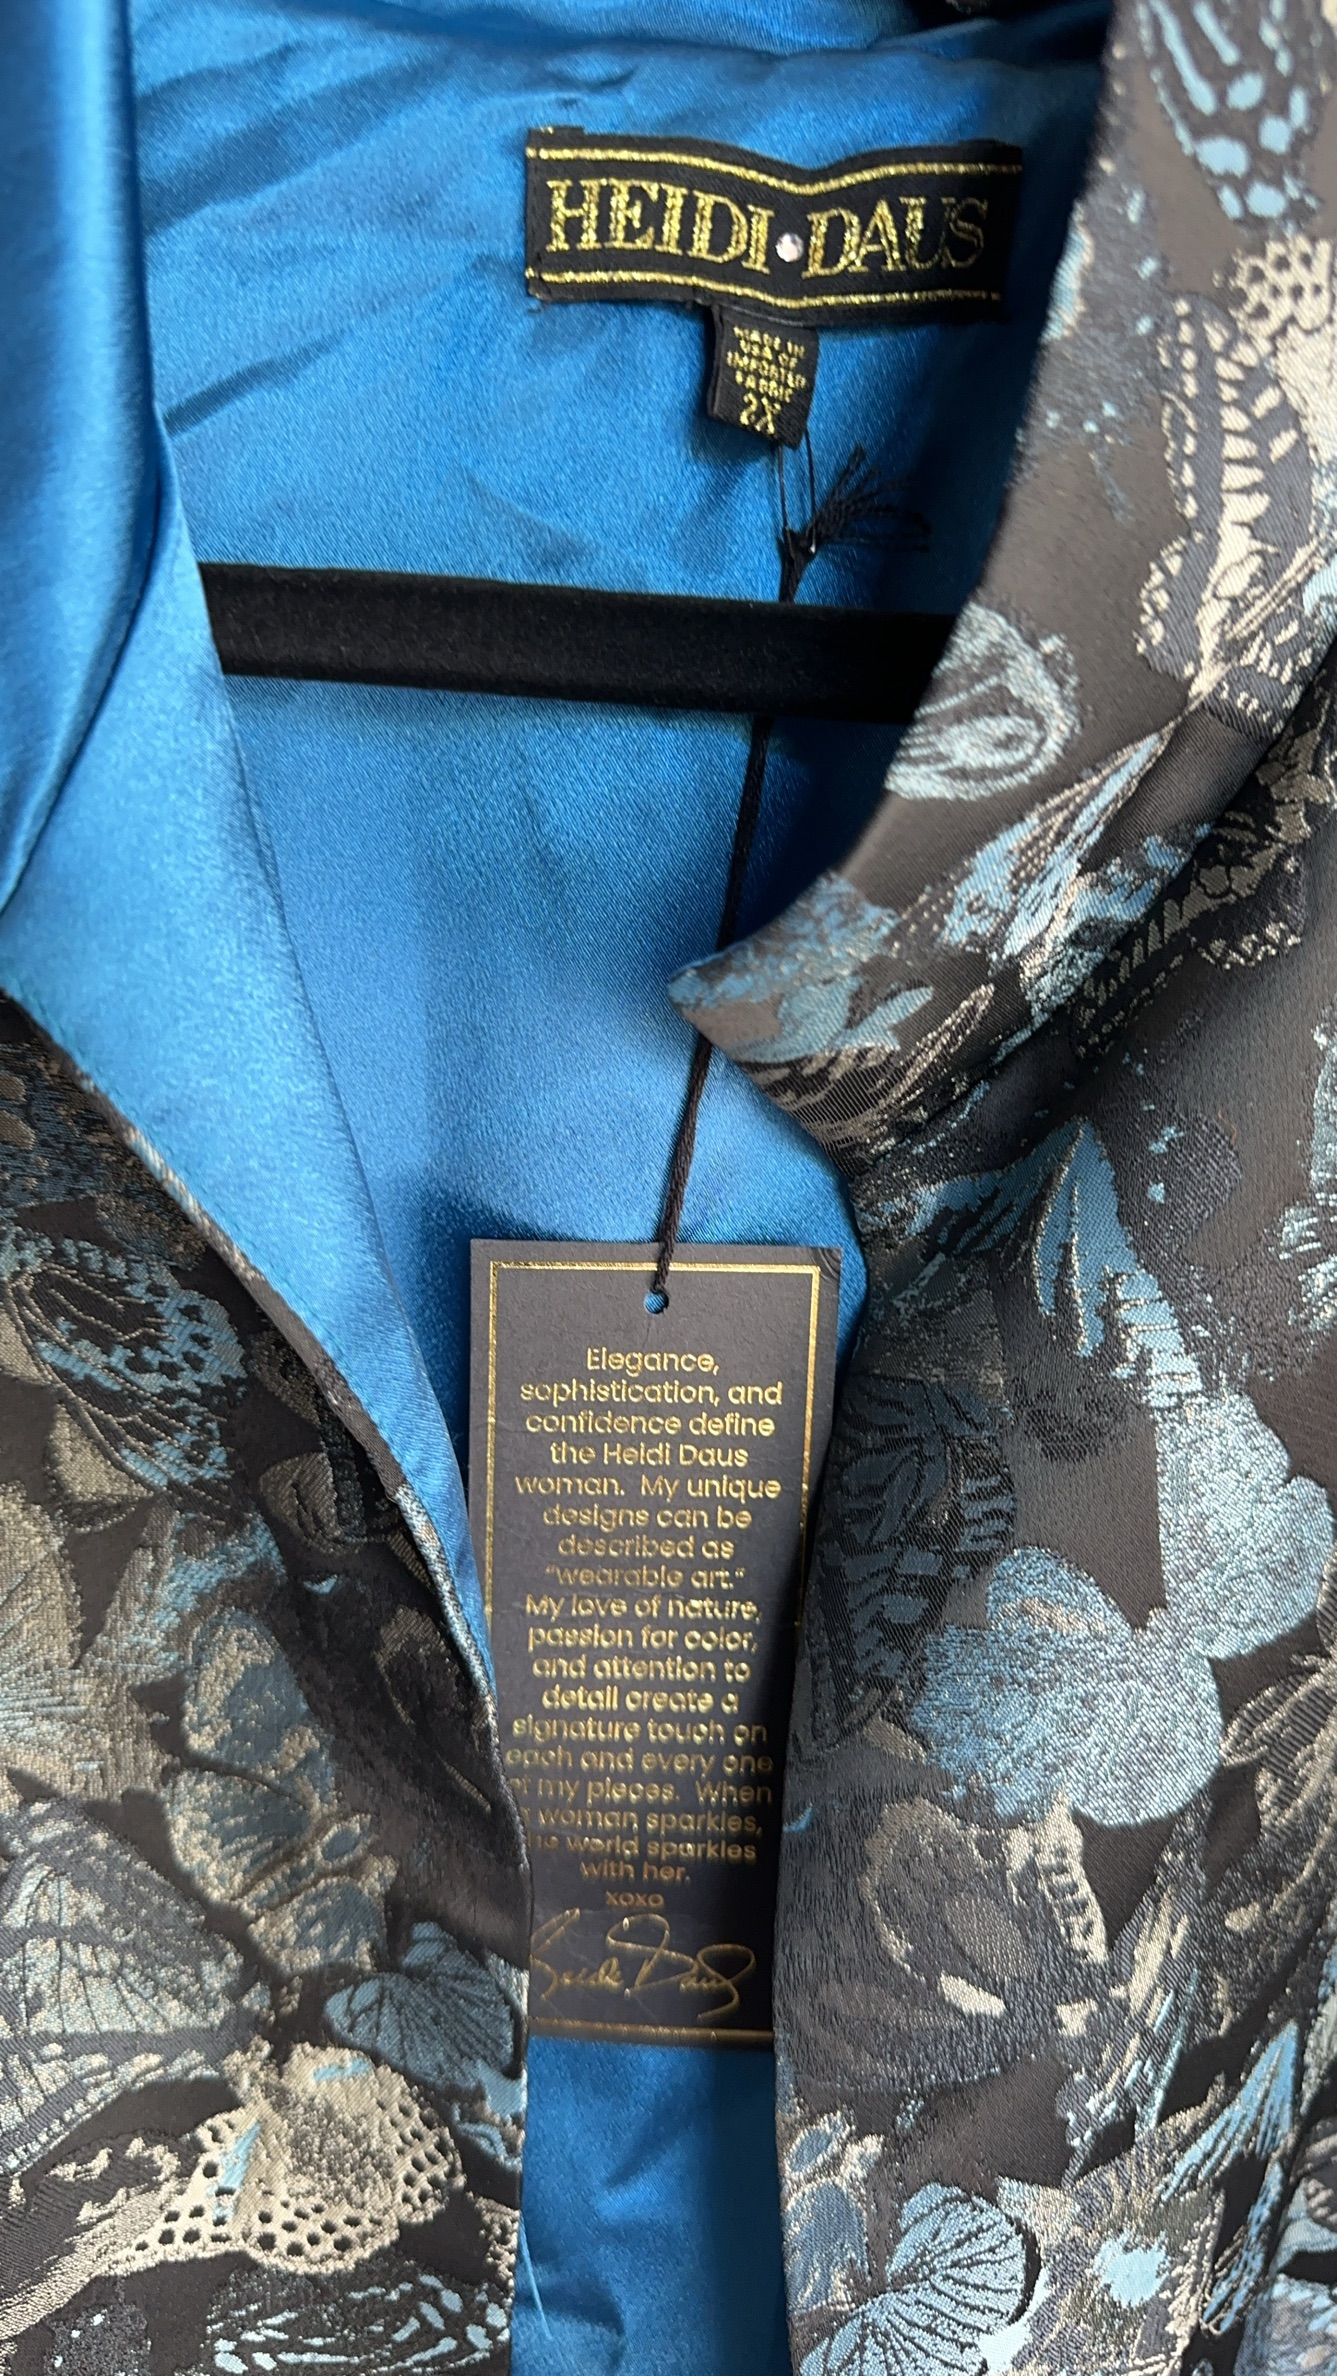 HEIDI•DAUS
MADE IN
USA OF
IMPORTED
FABRIC
2X
Elegance,
sophistication, and
confidence define
the Heidi Daus
woman. My unique
designs can be
described as
"wearable art."
My love of nature,
passion for color,
and attention to
detail create a
signature touch on
each and every one
of my pieces. When
a woman sparkles,
the world sparkles
with her.
xoxo
Heidi Daus